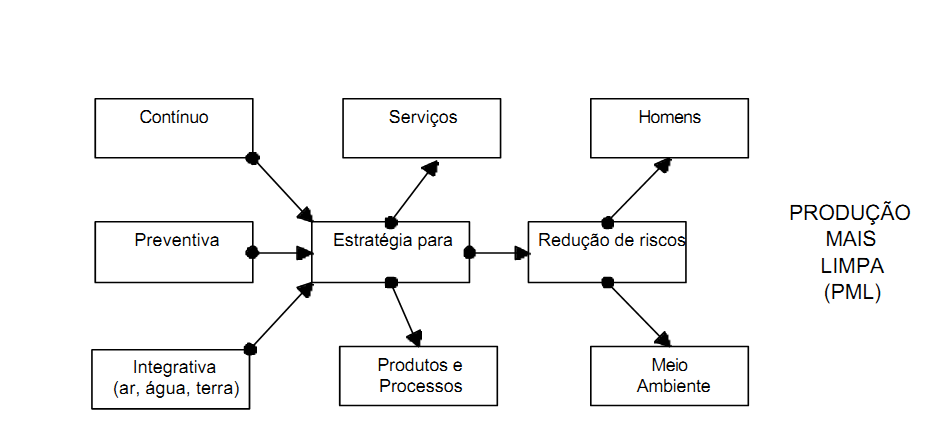 Contínuo
Serviços
Homens
Preventiva
Estratégia para
Redução de riscos
PRODUÇÃO
MAIS
LIMPA
(PML)
Integrativa
(ar, água, terra)
Produtos e
Processos
Meio
Ambiente